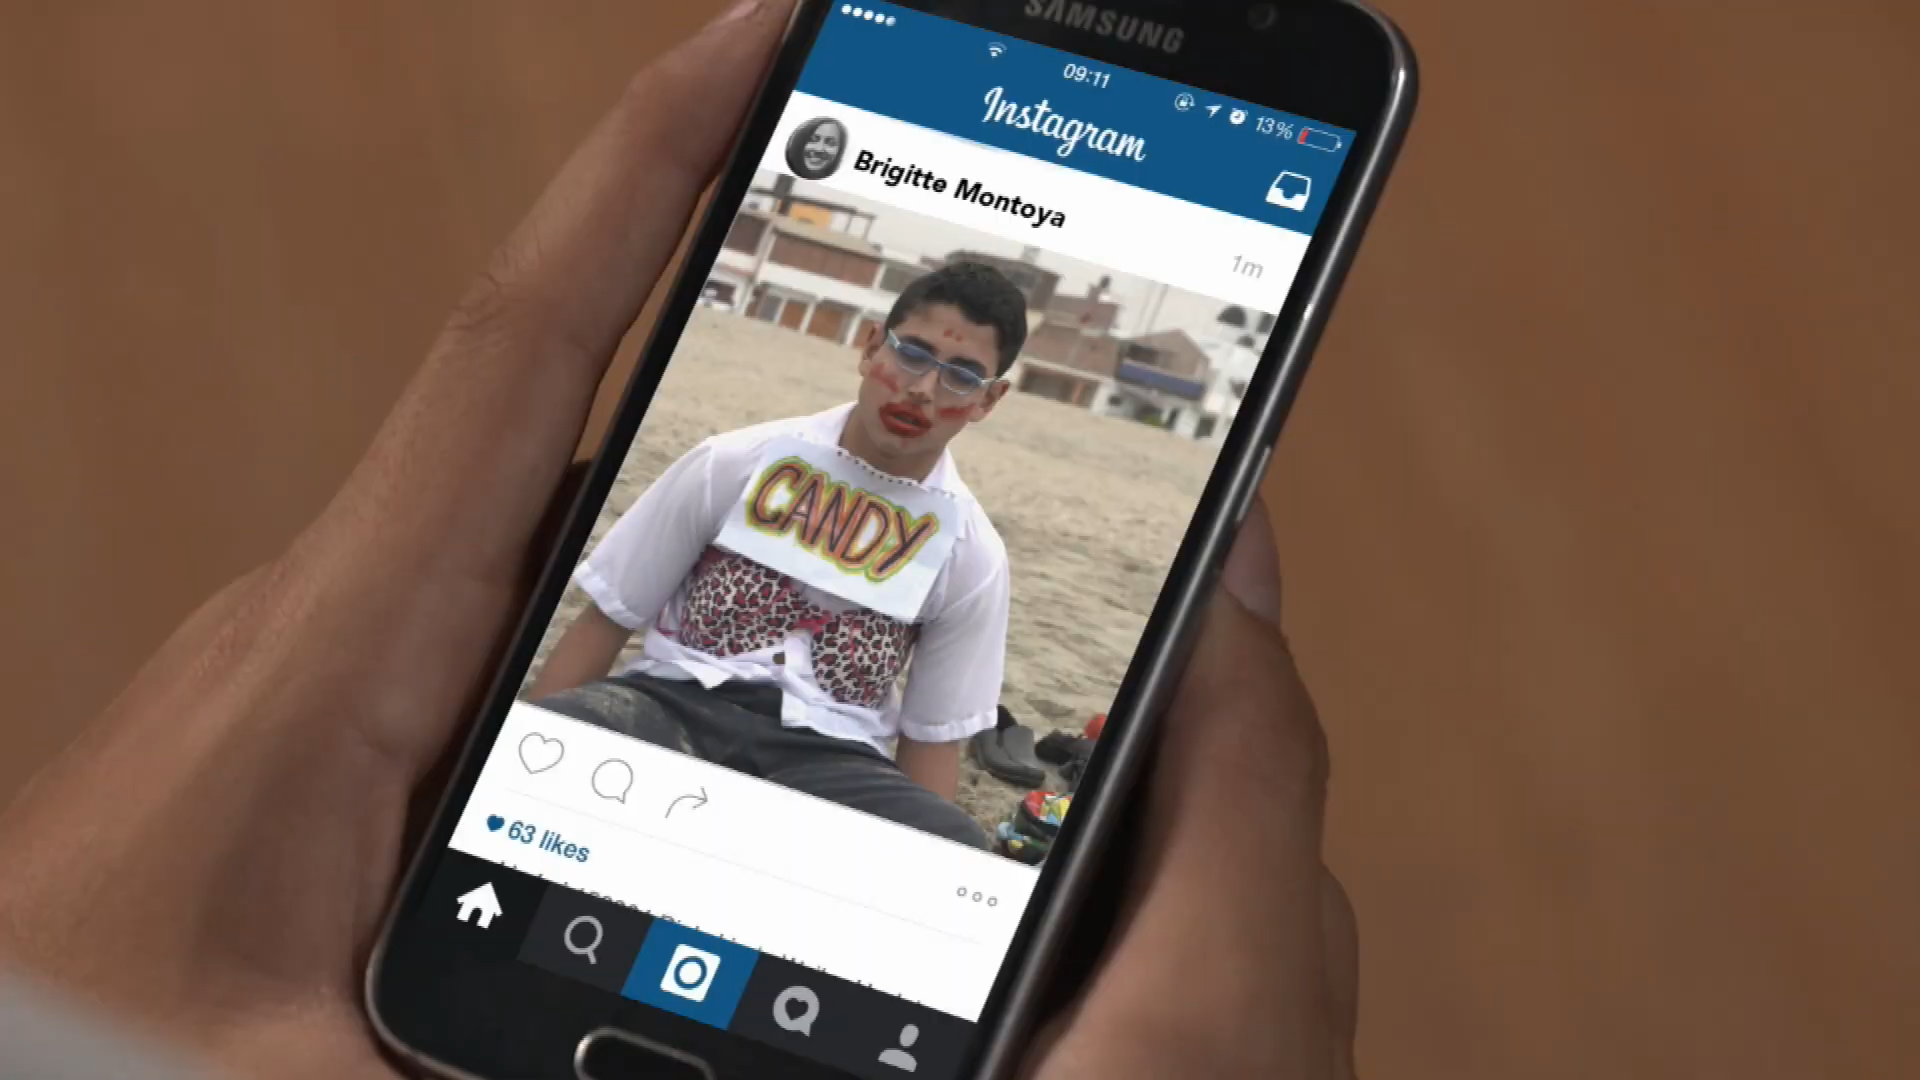 SAMSUNG
09:11
13%
Instagram
Brigitte Montoya
1m
CANDY
63 likes